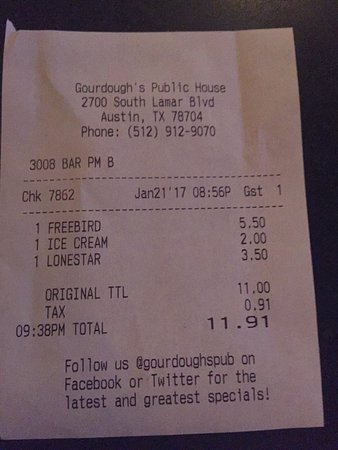 Gourdough's Public House
2700 South Lamar Blvd
Austin, TX 78704
Phone: (512) 912-9070
3008 BAR PM B
Chk 7862 Jan21'17 08:56P Gst 1
1 FREEBIRD 5.50
1 ICE CREAM 2.00
1 LONESTAR 3.50
ORIGINAL TTL 11.00
TAX 0.91
09:38PM TOTAL 11.91
Follow us @gourdoughspub on
Facebook or Twitter for the
latest and greatest specials!